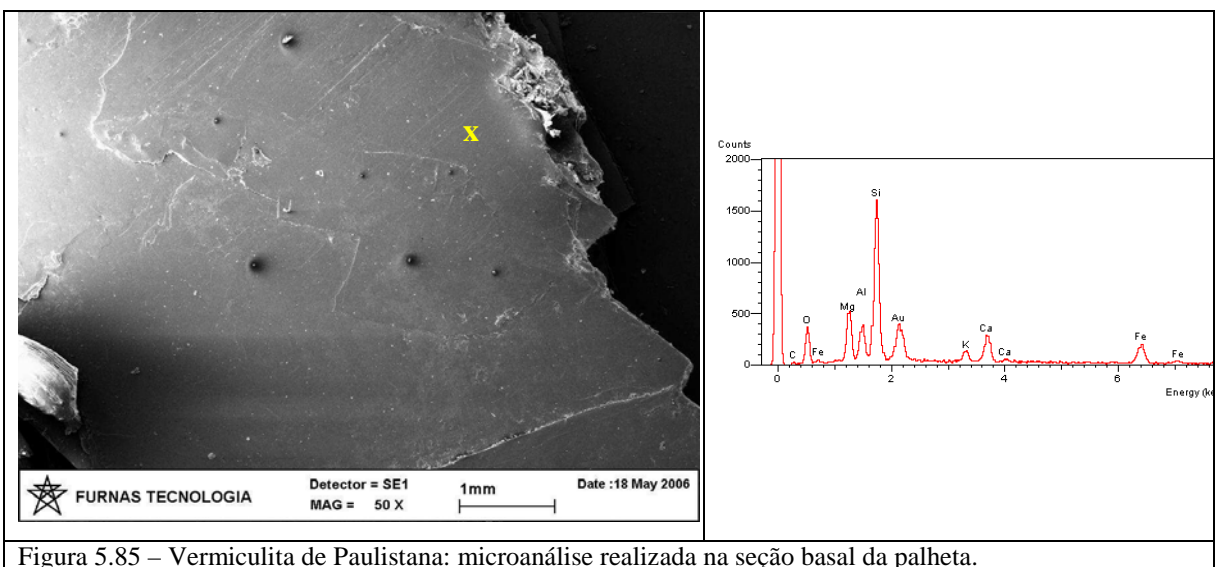 X
FURNAS TECNOLOGIA
Detector = SE1
MAG = 50 X
1mm
Date :18 May 2006
Counts
2000
1500
1000
500
0
C
O
Fe
Mg
Al
Si
Au
K
Ca
Ca
Fe
Fe
0
2
4
6
Energy (ke
Figura 5.85 – Vermiculita de Paulistana: microanálise realizada na seção basal da palheta.